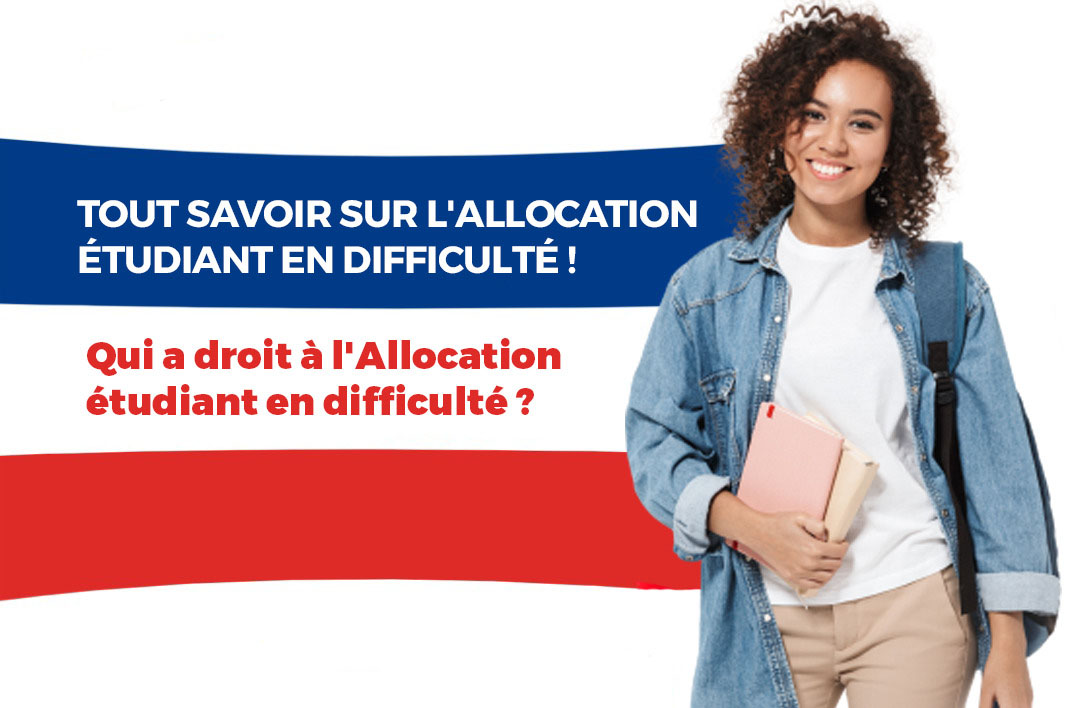 TOUT SAVOIR SUR L'ALLOCATION
ÉTUDIANT EN DIFFICULTÉ !
Qui a droit à l'Allocation
étudiant en difficulté ?